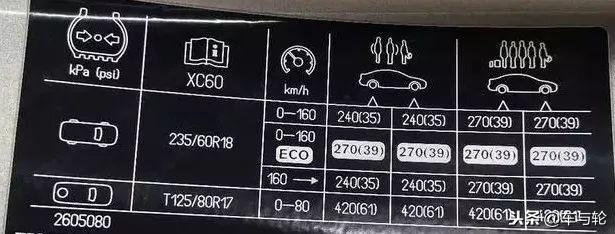 kPa (psi) XC60 km/h
0-160 240(35) 240(35) 270(39) 270(39)
235/60R18 0-160
ECO 270(39) 270(39) 270(39) 270(39)
160 → 240(35) 240(35) 270(39) 270(39)
T125/80R17 0-80 420(61) 420(61) 420(61) 420(61)
2605080
头条@车与轮